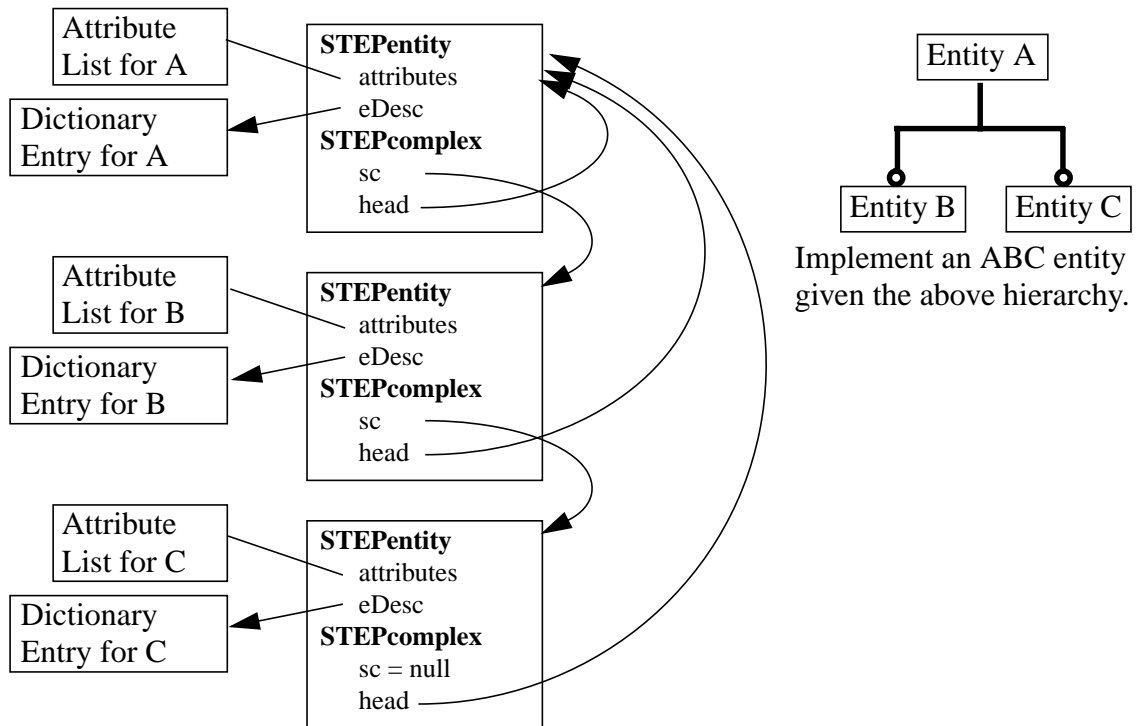 Attribute
List for A
Dictionary
Entry for A
STEPentity
attributes
eDesc
STEPcomplex
sc
head
Attribute
List for B
Dictionary
Entry for B
STEPentity
attributes
eDesc
STEPcomplex
sc
head
Attribute
List for C
Dictionary
Entry for C
STEPentity
attributes
eDesc
STEPcomplex
sc = null
head
Entity A
Entity B
Entity C
Implement an ABC entity
given the above hierarchy.